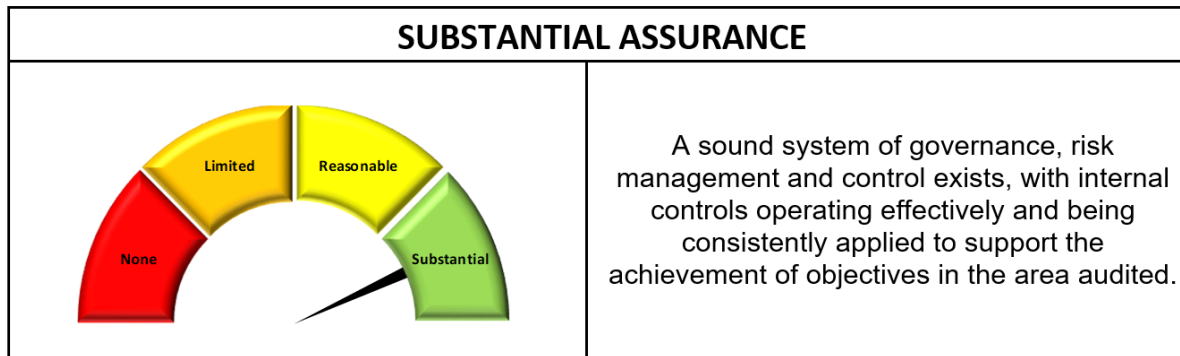 SUBSTANTIAL ASSURANCE
Limited
Reasonable
None
Substantial
A sound system of governance, risk
management and control exists, with internal
controls operating effectively and being
consistently applied to support the
achievement of objectives in the area audited.